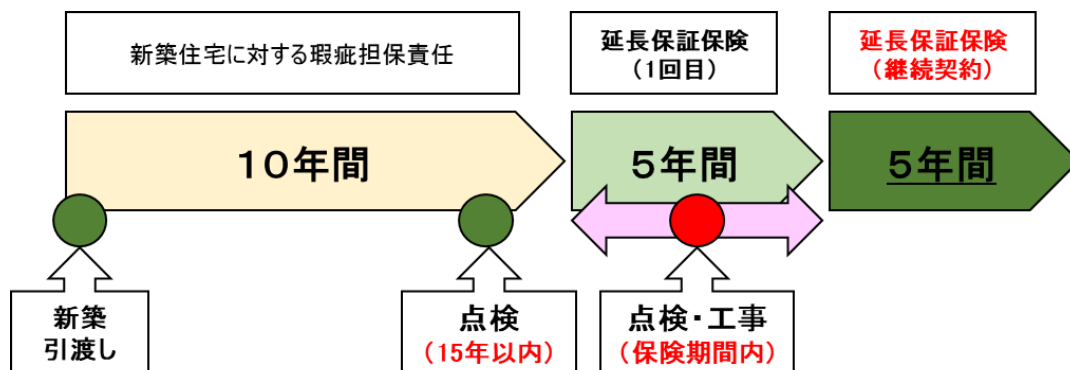 新築住宅に対する瑕疵担保責任
延長保証保険
(1回目)
延長保証保険
(継続契約)
10年間
5年間
5年間
新築
引渡し
点検
(15年以内)
点検・工事
(保険期間内)